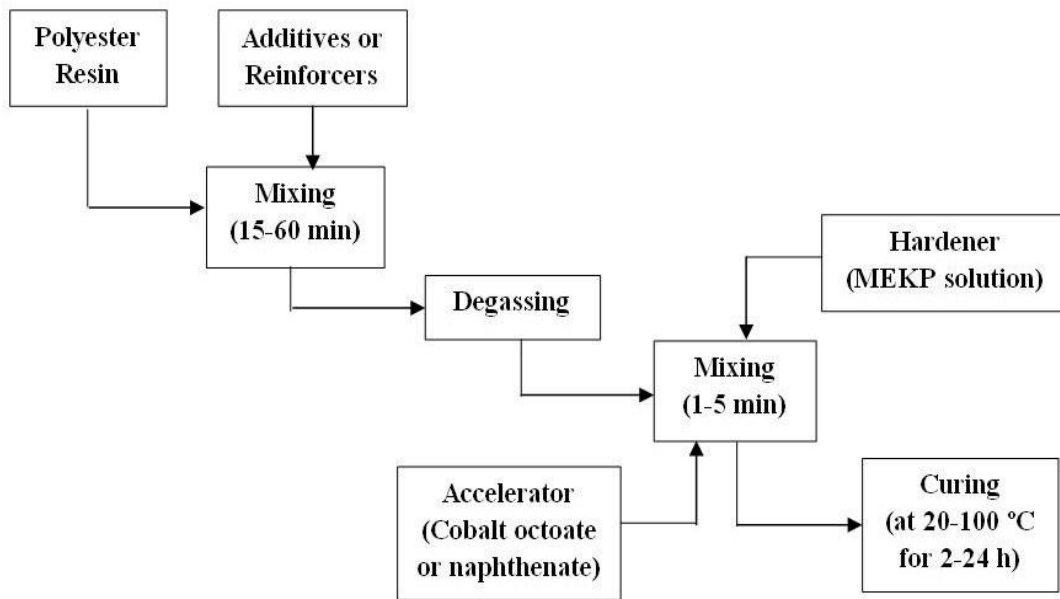 Polyester
Resin
Additives or
Reinforcers
Mixing
(15-60 min)
Degassing
Hardener
(MEKP solution)
Mixing
(1-5 min)
Accelerator
(Cobalt octoate
or naphthenate)
Curing
(at 20-100 ºC
for 2-24 h)